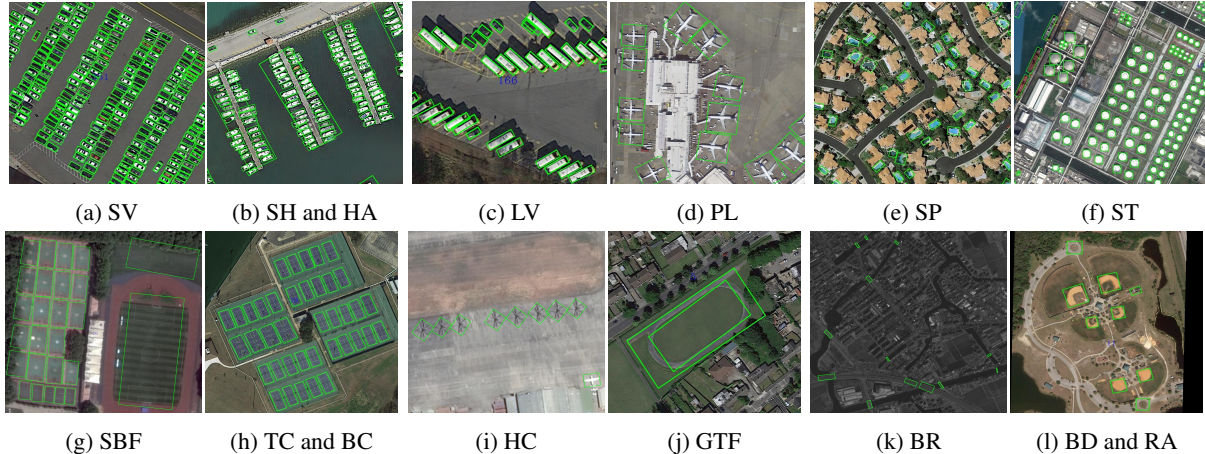 (a) SV
(b) SH and HA
(c) LV
(d) PL
(e) SP
(f) ST
(g) SBF
(h) TC and BC
(i) HC
(j) GTF
(k) BR
(l) BD and RA